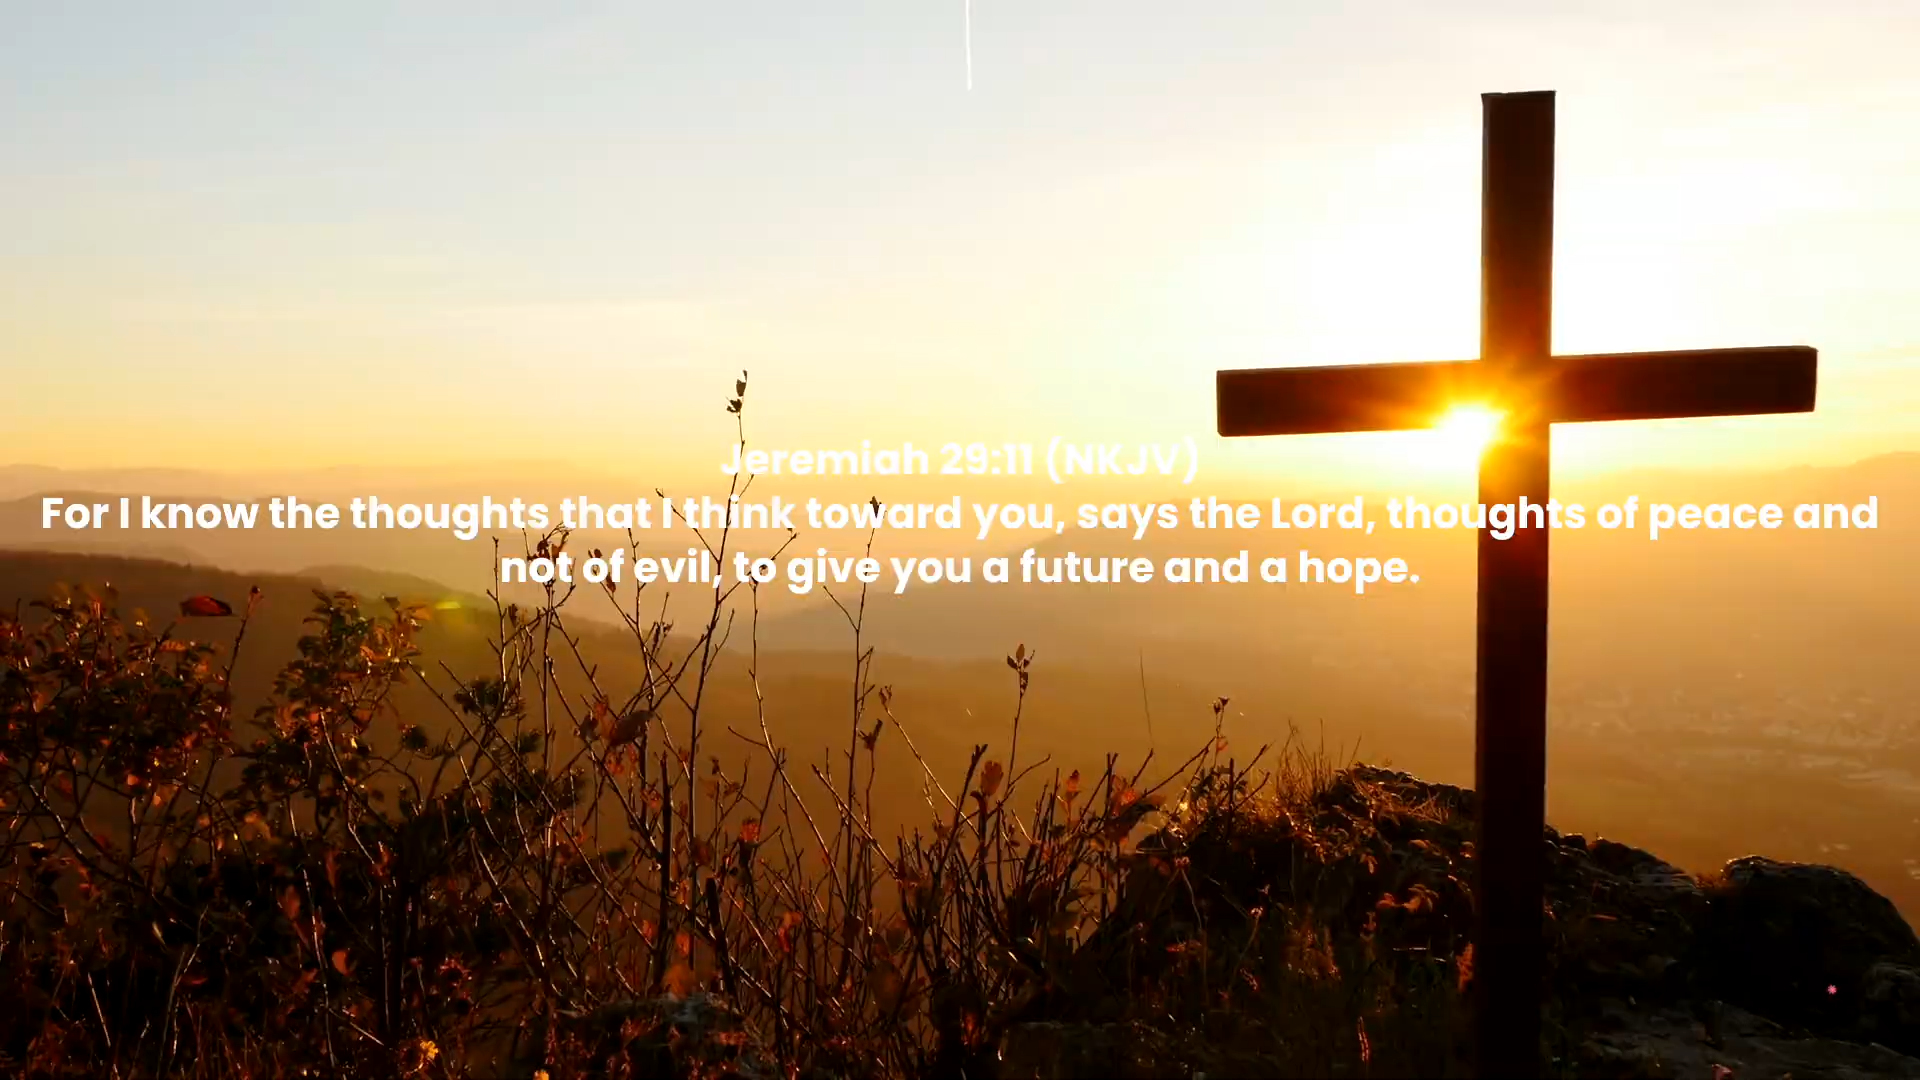 Jeremiah 29:11 (NKJV)
For I know the thoughts that I think toward you, says the Lord, thoughts of peace and
not of evil, to give you a future and a hope.